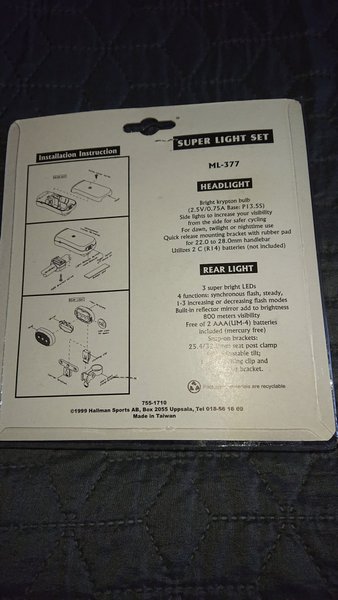 Installation Instruction
SUPER LIGHT SET
ML-377
HEADLIGHT
Bright krypton bulb
(2.5V/0.75A Base: P13.5S)
Side lights to increase your visibility
from the side for safer cycling
For dawn, twilight or nighttime use
Quick release mounting bracket with rubber pad
for 22.0 to 28.0mm handlebar
Utilizes 2 C (R14) batteries (not included)
REAR LIGHT
3 super bright LEDs
4 functions: synchronous flash, steady,
1-3 increasing or decreasing flash modes
Built-in reflector mirror add to brightness
800 meters visibility
Free of 2 AAA(UM-4) batteries
included (mercury free)
brackets:
seat post clamp
tilt;
clip and
bracket.
are recyclable
755-1710
©1999 Hallman Sports AB, Box 2055 Uppsala, Tel 018-56 16 00
Made in Taiwan